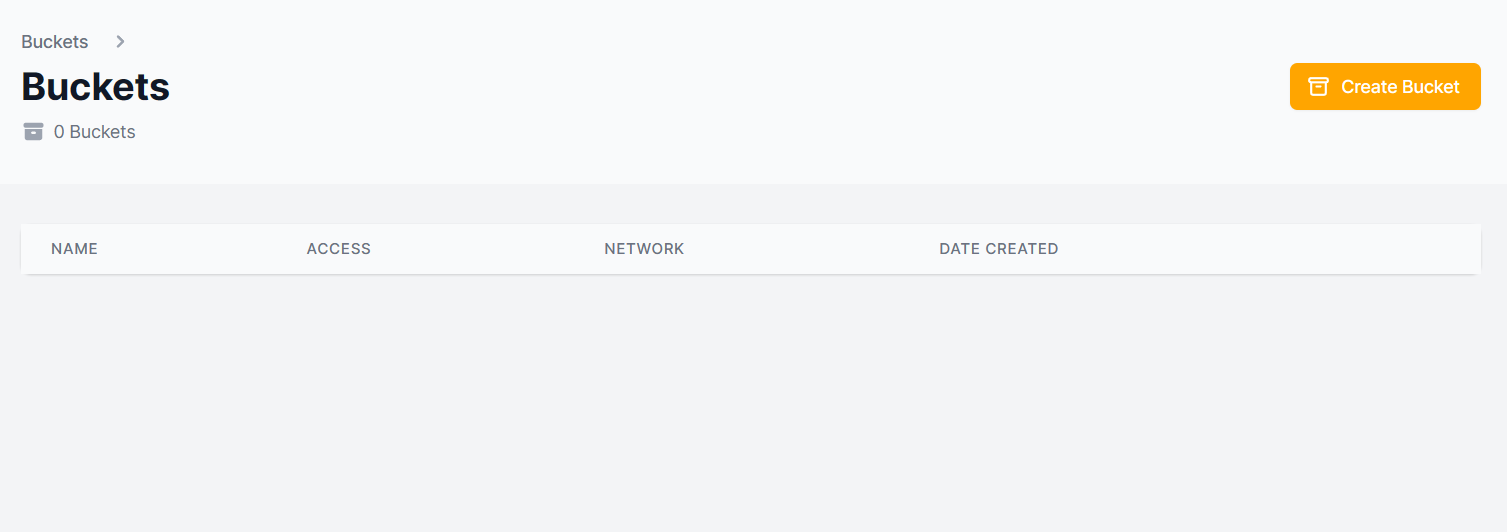 Buckets
Buckets
Create Bucket
0 Buckets
NAME ACCESS NETWORK DATE CREATED